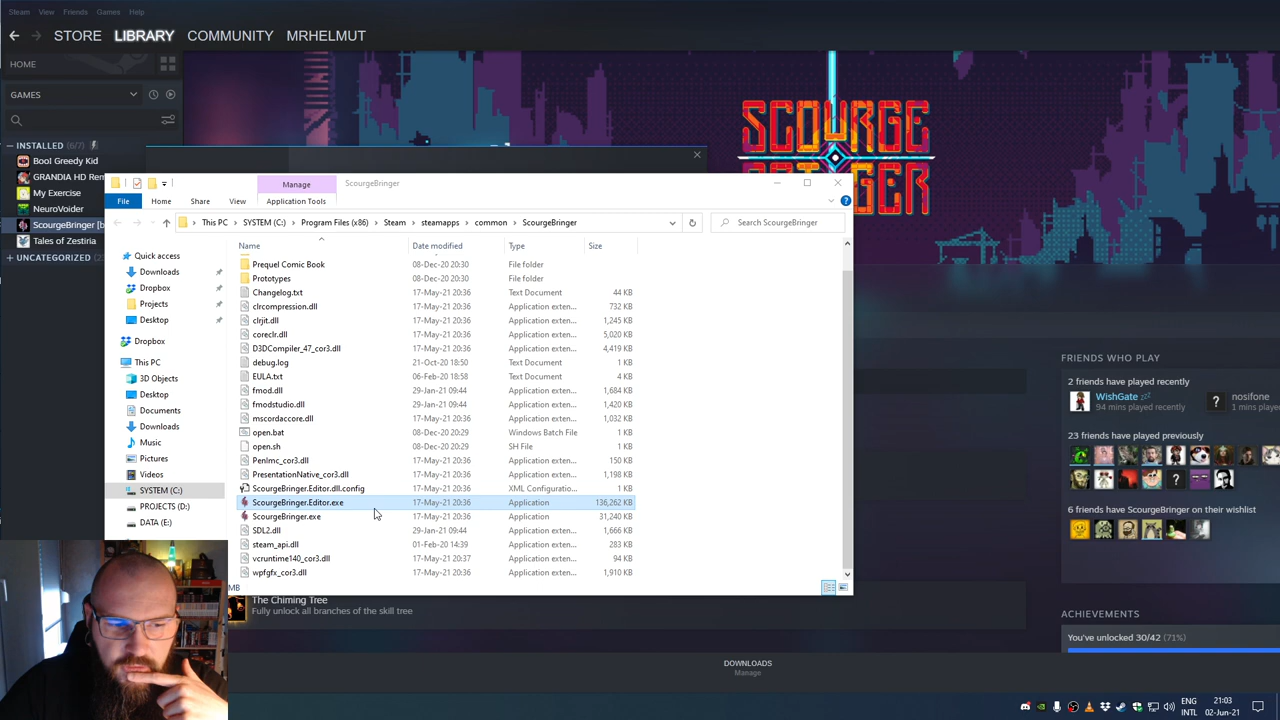 Steam View Friends Games Help
STORE LIBRARY COMMUNITY MRHELMUT
HOME
GAMES
INSTALLED (6/7)
Bool Greedy Kid
My Exercise
NeuroVoider
Tales of Zestiria
UNCATEGORIZED
SCOURGE
Manage
ScourgeBringer
File Home Share View Application Tools
This PC SYSTEM (C:) Program Files (x86) Steam steamapps common ScourgeBringer
Search ScourgeBringer
Name Date modified Type Size
Prequel Comic Book 08-Dec-20 20:30 File folder
Prototypes 08-Dec-20 20:30 File folder
Changelog.txt 17-May-21 20:36 Text Document 44 KB
clrcompression.dll 17-May-21 20:36 Application exten... 732 KB
clrjit.dll 17-May-21 20:36 Application exten... 1,245 KB
coreclr.dll 17-May-21 20:36 Application exten... 5,020 KB
D3DCompiler_47_cor3.dll 17-May-21 20:36 Application exten... 4,419 KB
debug.log 21-Oct-20 18:50 Text Document 1 KB
EULA.txt 06-Feb-20 18:58 Text Document 4 KB
fmod.dll 29-Jan-21 09:44 Application exten... 1,684 KB
fmodstudio.dll 29-Jan-21 09:44 Application exten... 1,420 KB
mscordaccore.dll 17-May-21 20:36 Application exten... 1,032 KB
open.bat 08-Dec-20 20:29 Windows Batch File 1 KB
open.sh 08-Dec-20 20:29 SH File 1 KB
PenImc_cor3.dll 17-May-21 20:36 Application exten... 150 KB
PresentationNative_cor3.dll 17-May-21 20:36 Application exten... 1,198 KB
ScourgeBringer.Editor.dll.config 17-May-21 20:36 XML Configuratio... 1 KB
ScourgeBringer.Editor.exe 17-May-21 20:36 Application 136,262 KB
ScourgeBringer.exe 17-May-21 20:36 Application 31,240 KB
SDL2.dll 29-Jan-21 09:44 Application exten... 1,666 KB
steam_api.dll 01-Feb-20 14:39 Application exten... 283 KB
vcruntime140_cor3.dll 17-May-21 20:37 Application exten... 94 KB
wpfgfx_cor3.dll 17-May-21 20:36 Application exten... 1,910 KB
Quick access
Downloads
Dropbox
Projects
Desktop
Dropbox
This PC
3D Objects
Desktop
Documents
Downloads
Music
Pictures
Videos
SYSTEM (C:)
PROJECTS (D:)
DATA (E:)
MB
FRIENDS WHO PLAY
2 friends have played recently
WishGate zZ
94 mins played recently
nosifone
1 mins playe
23 friends have played previously
6 friends have ScourgeBringer on their wishlist
The Chiming Tree
Fully unlock all branches of the skill tree
ACHIEVEMENTS
You've unlocked 30/42 (71%)
DOWNLOADS
Manage
ENG
INTL
21:03
02-Jun-21